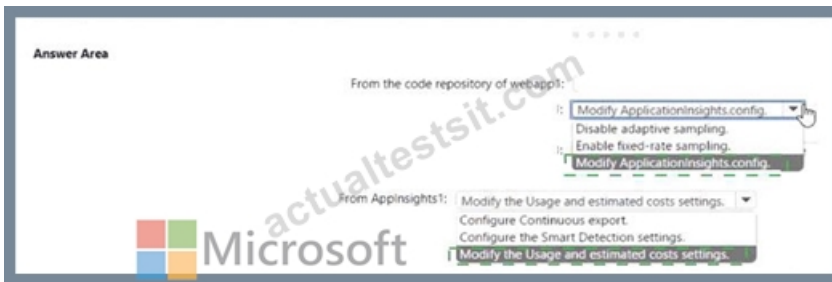 Answer Area
From the code repository of webapp1:
Modify ApplicationInsights.config.
Disable adaptive sampling.
Enable fixed-rate sampling.
Modify ApplicationInsights.config.
From AppInsights1: Modify the Usage and estimated costs settings.
Configure Continuous export.
Configure the Smart Detection settings.
Modify the Usage and estimated costs settings.
actualtestsit.com
Microsoft